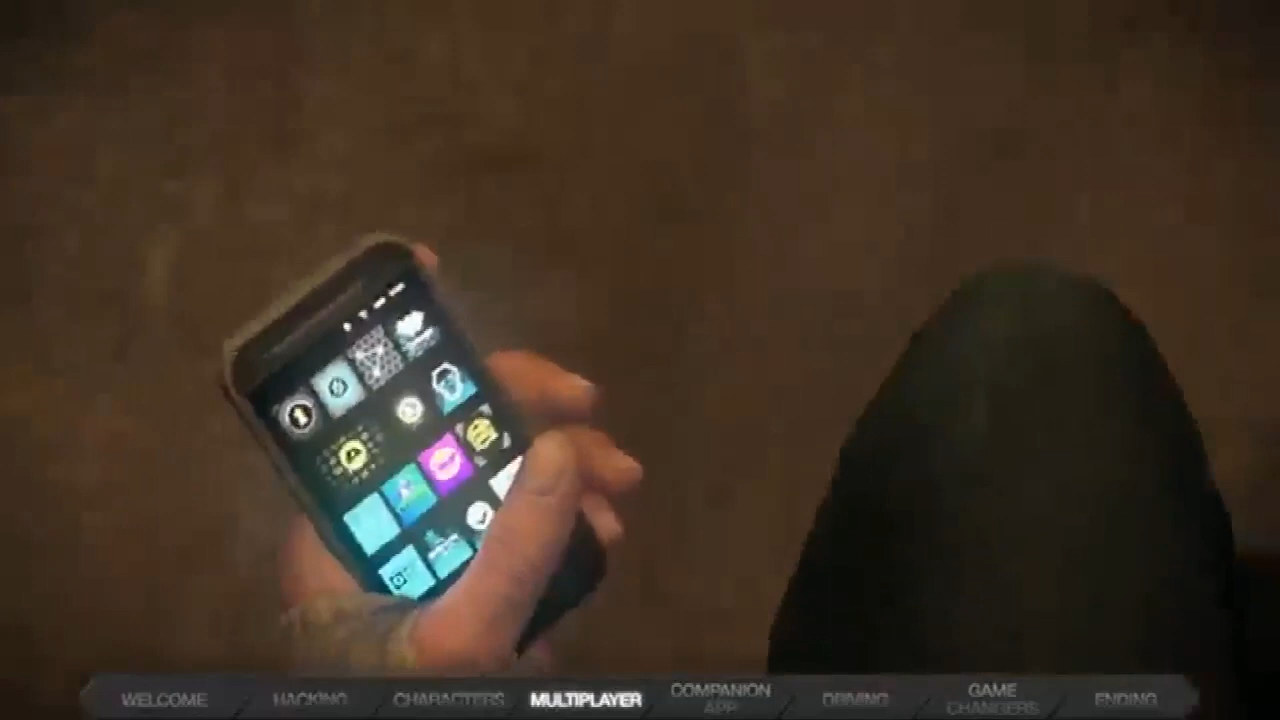 WELCOME
HACKING
CHARACTERS
MULTIPLAYER
COMPANION
APP
DRIVING
GAME
CHANGERS
ENDING